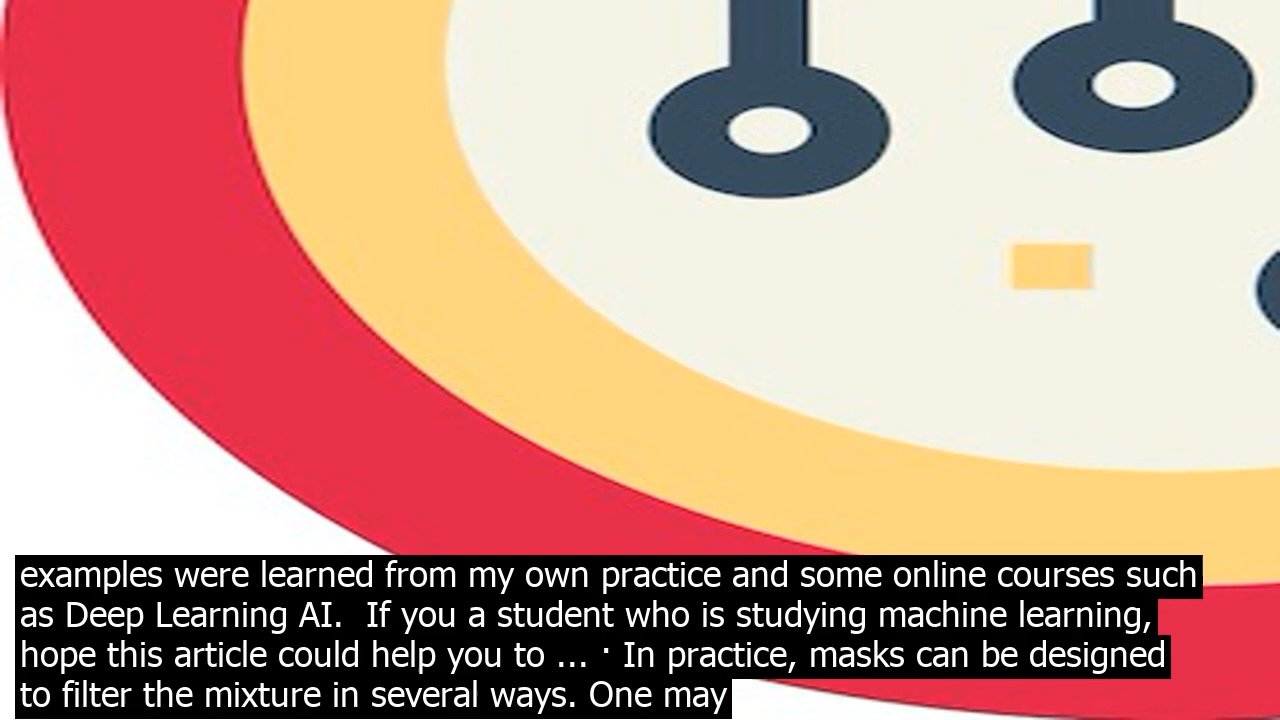 examples were learned from my own practice and some online courses such
as Deep Learning AI.  If you a student who is studying machine learning,
hope this article could help you to ... · In practice, masks can be designed
to filter the mixture in several ways. One may